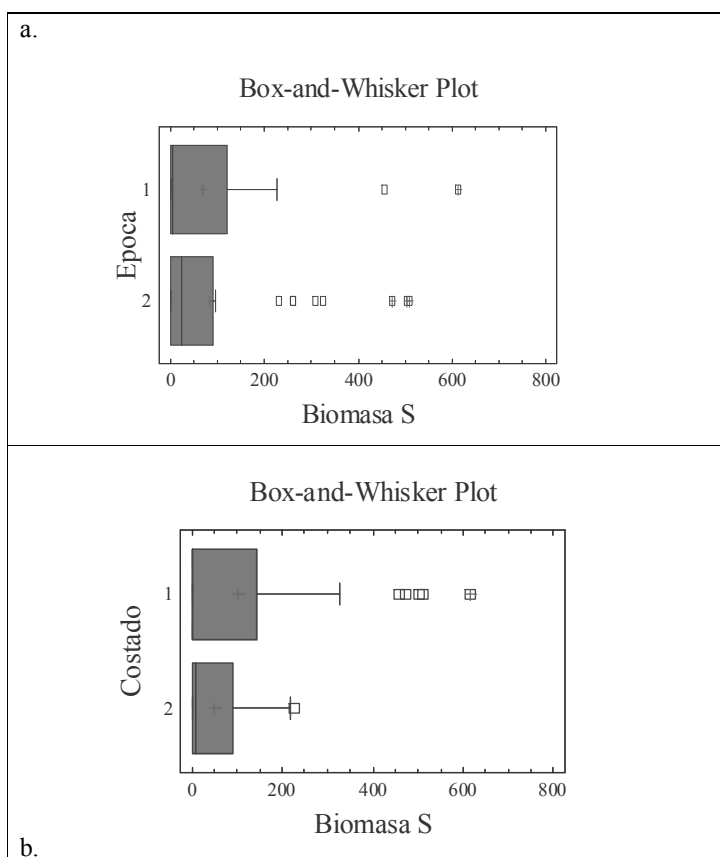 a.
Box-and-Whisker Plot
Epoca
1
2
0 200 400 600 800
Biomasa S
Box-and-Whisker Plot
Costado
1
2
0 200 400 600 800
Biomasa S
b.